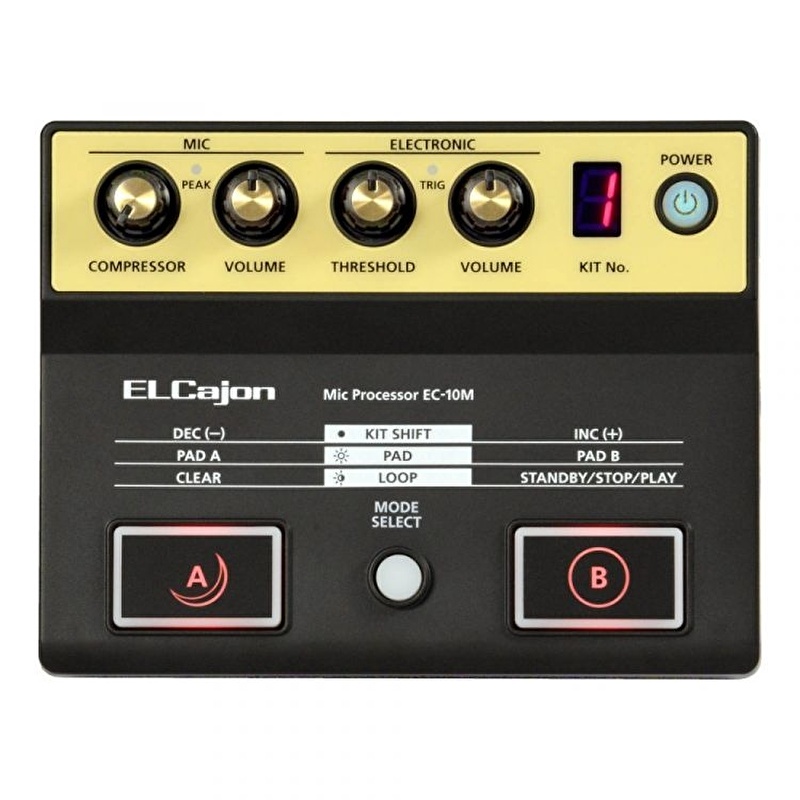 MIC ELECTRONIC
POWER
PEAK TRIG
1
COMPRESSOR VOLUME THRESHOLD VOLUME KIT No.
ELCajon Mic Processor EC-10M
DEC (–) KIT SHIFT INC (+)
PAD A PAD PAD B
CLEAR LOOP STANDBY/STOP/PLAY
MODE
SELECT
A B